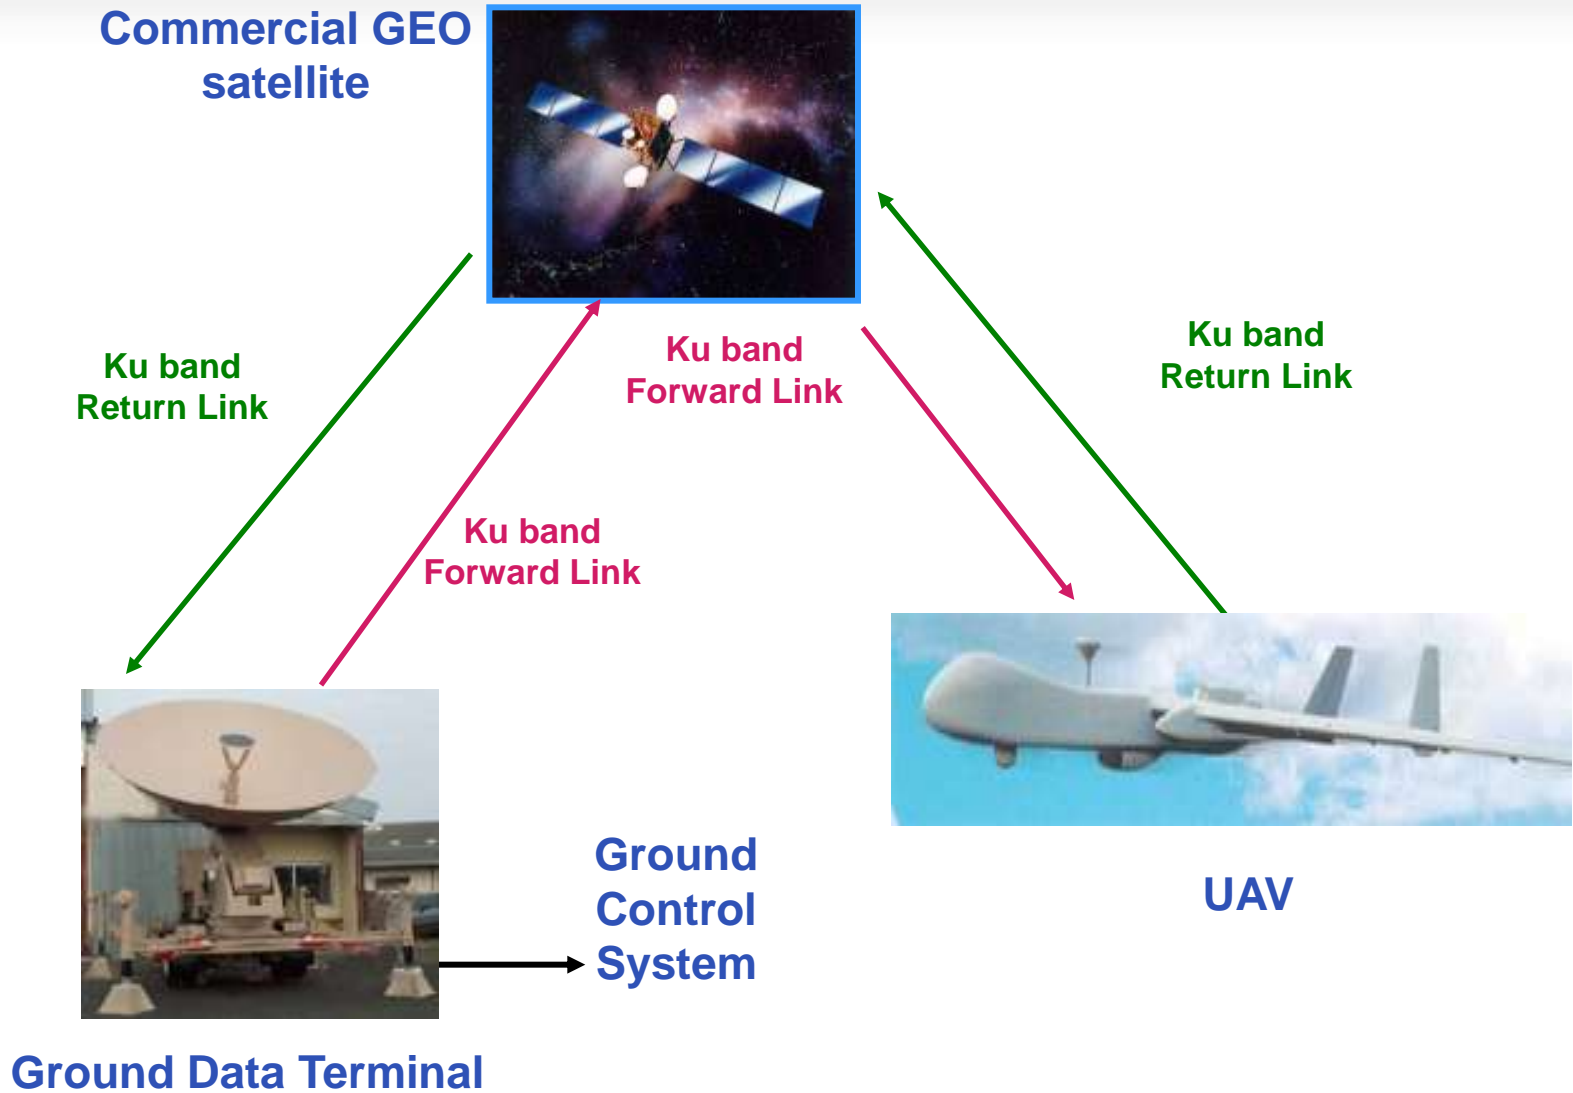 Commercial GEO
satellite
Ku band
Return Link
Ku band
Forward Link
Ku band
Return Link
Ku band
Forward Link
Ground
Control
System
UAV
Ground Data Terminal